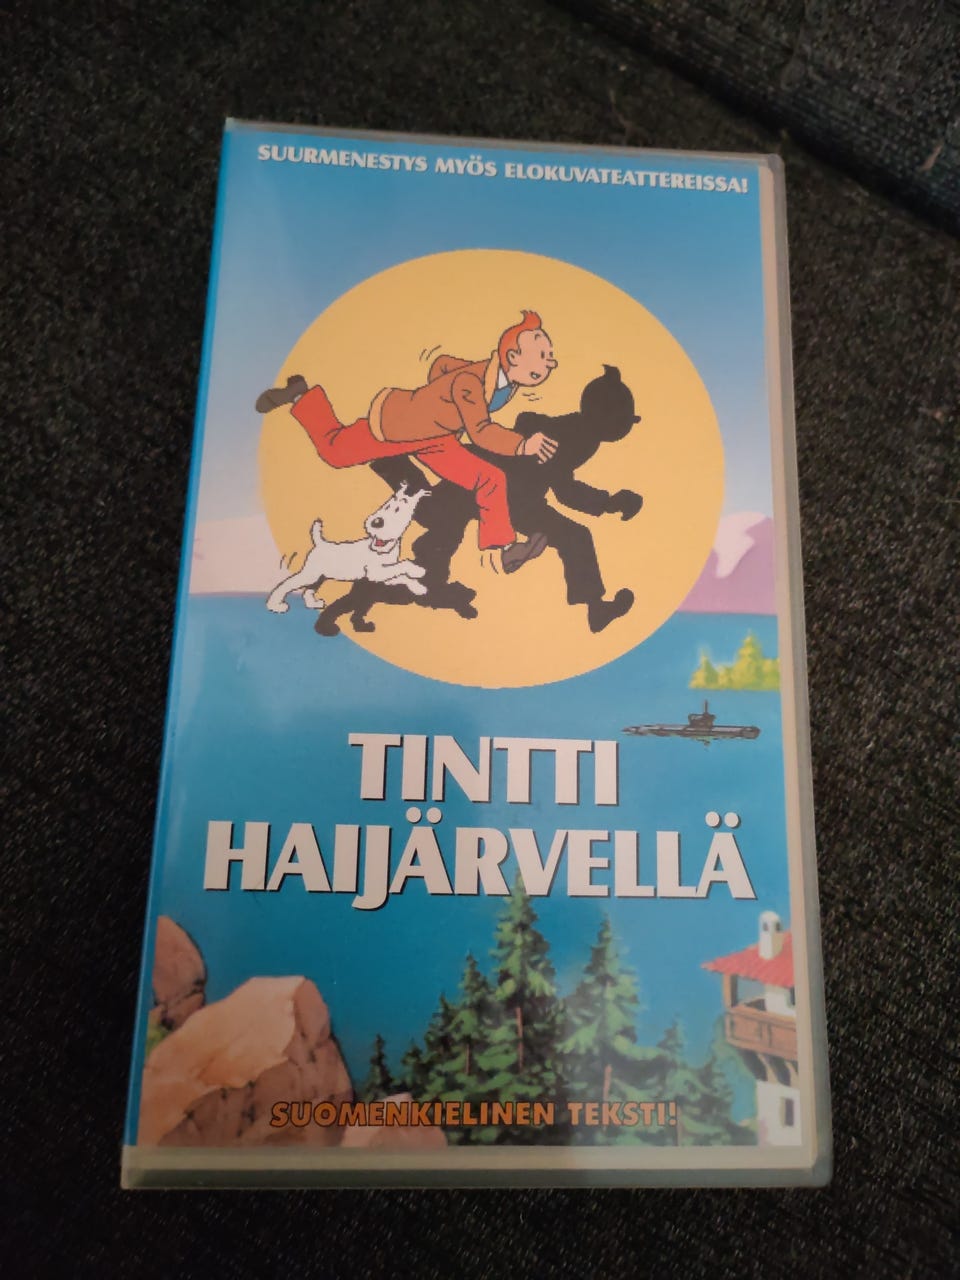 SUURMENESTYS MYÖS ELOKUVATEATTEREISSA!
TINTTI
HAIJÄRVELLÄ
SUOMENKIELINEN TEKSTI!